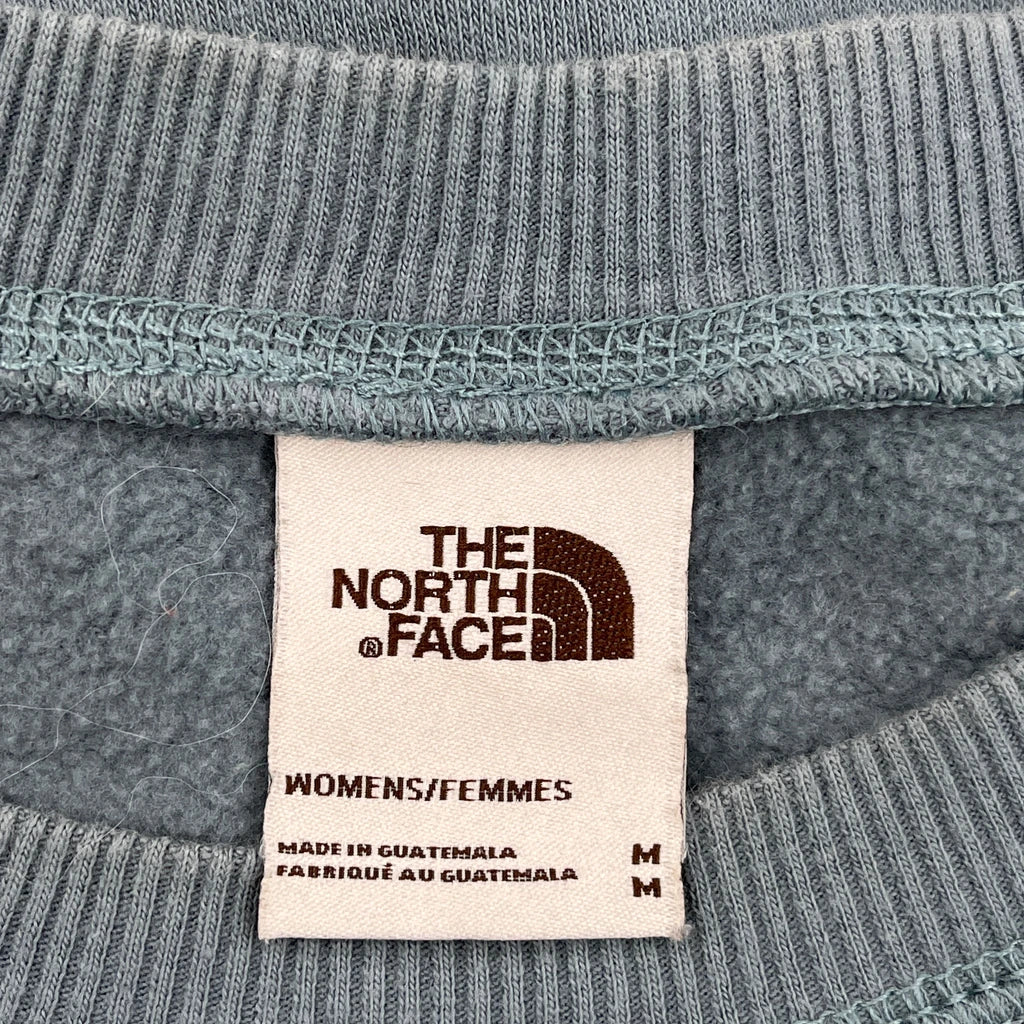 THE
NORTH
® FACE
WOMENS/FEMMES
MADE IN GUATEMALA M
FABRIQUÉ AU GUATEMALA M